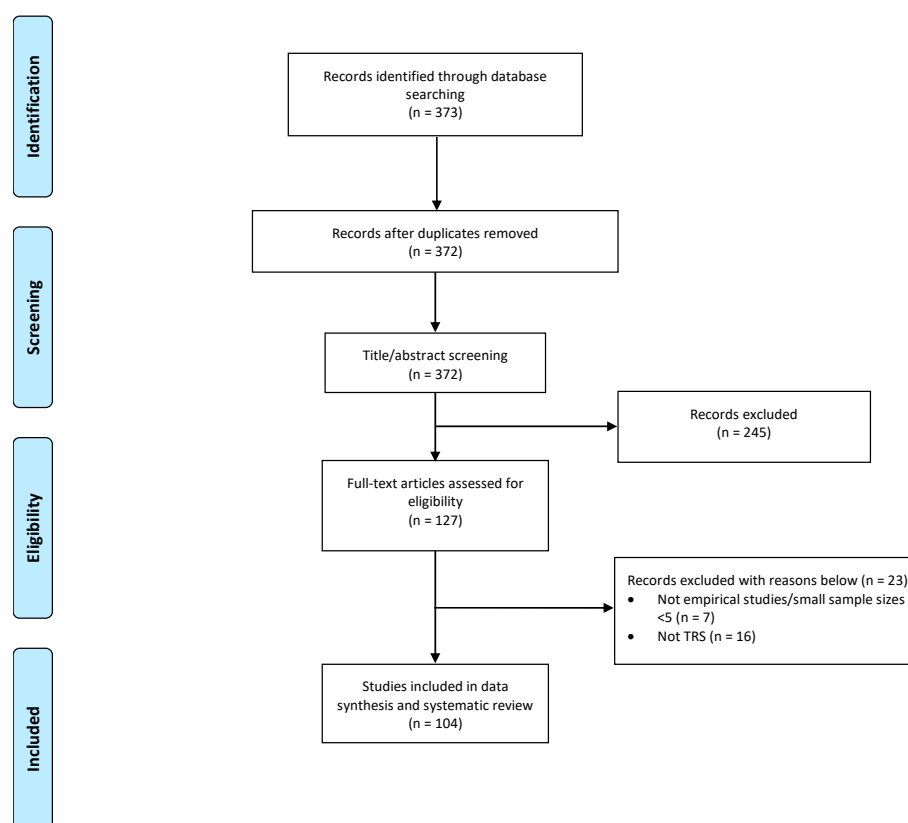 Identification
Records identified through database
searching
(n = 373)
Screening
Records after duplicates removed
(n = 372)
Title/abstract screening
(n = 372)
Records excluded
(n = 245)
Eligibility
Full-text articles assessed for
eligibility
(n = 127)
Records excluded with reasons below (n = 23)
• Not empirical studies/small sample sizes
<5 (n = 7)
• Not TRS (n = 16)
Included
Studies included in data
synthesis and systematic review
(n = 104)